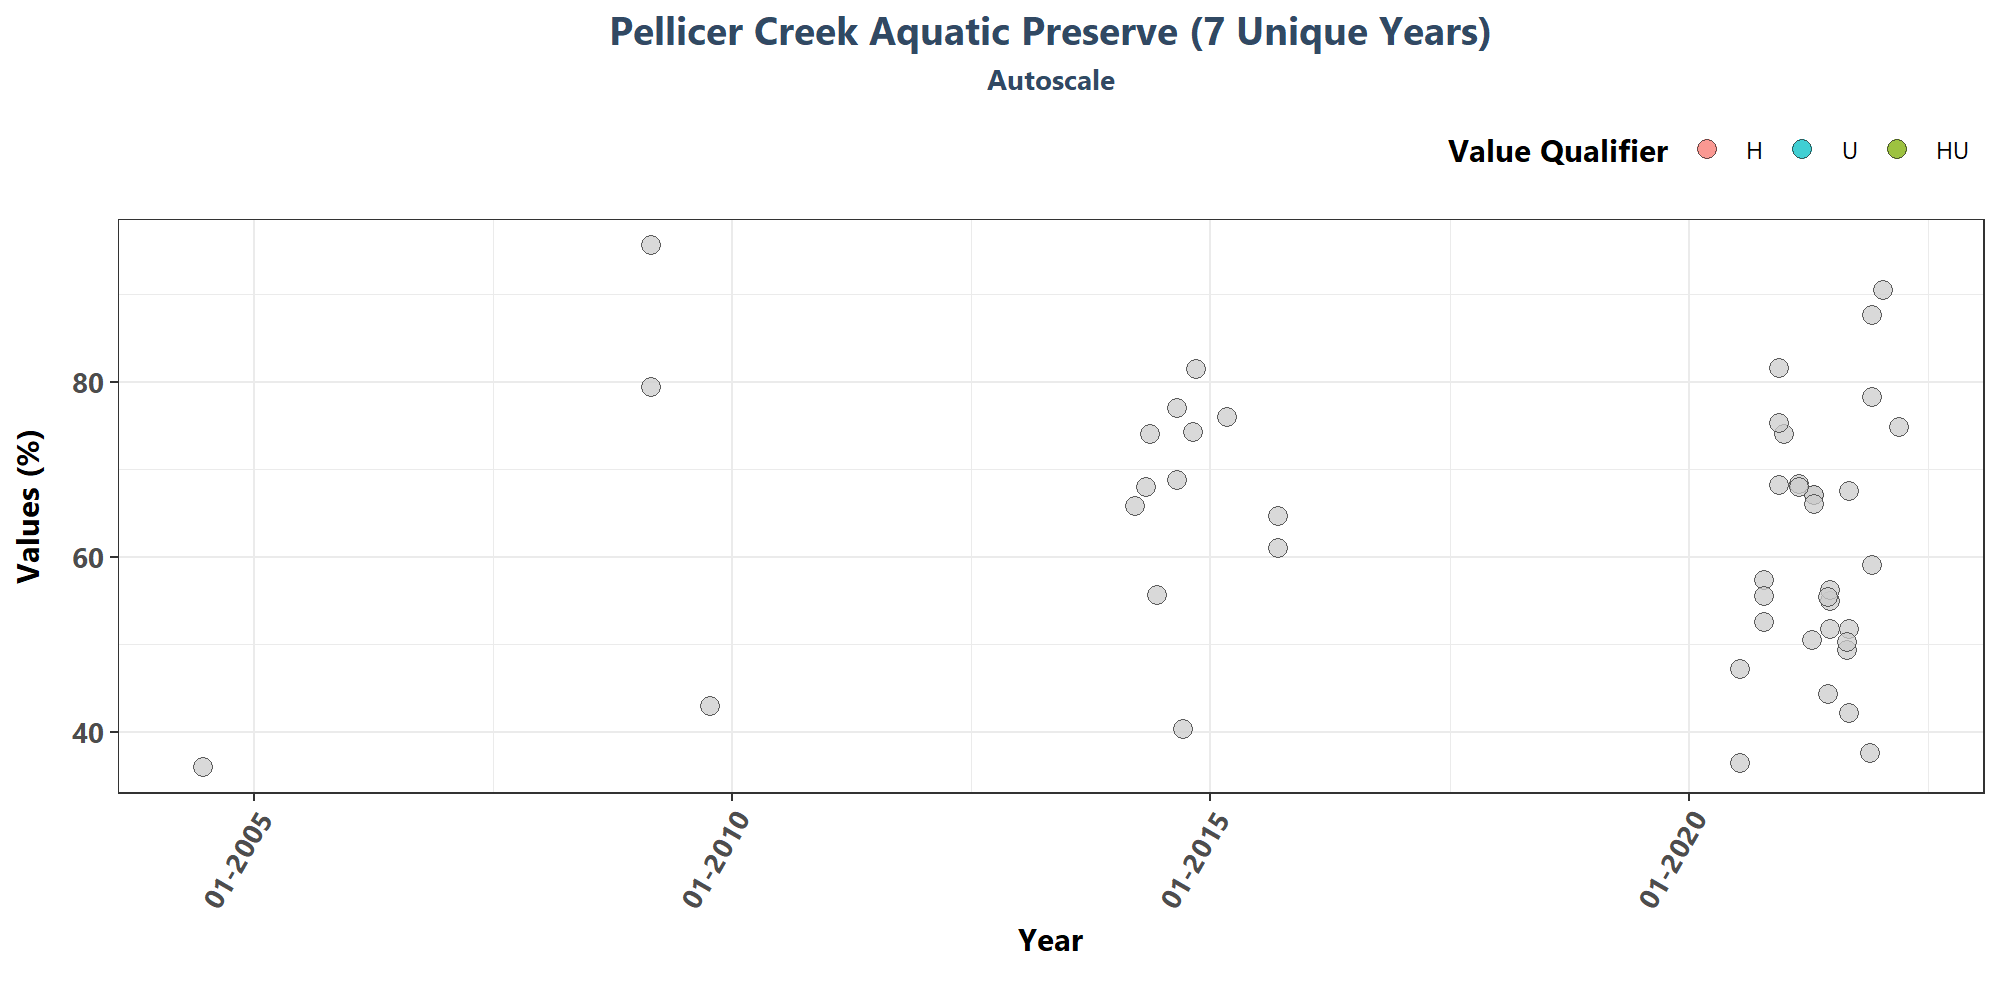 Pellicer Creek Aquatic Preserve (7 Unique Years)
Autoscale
Value Qualifier H U HU
Values (%)
80
60
40
01-2005 01-2010 01-2015 01-2020
Year